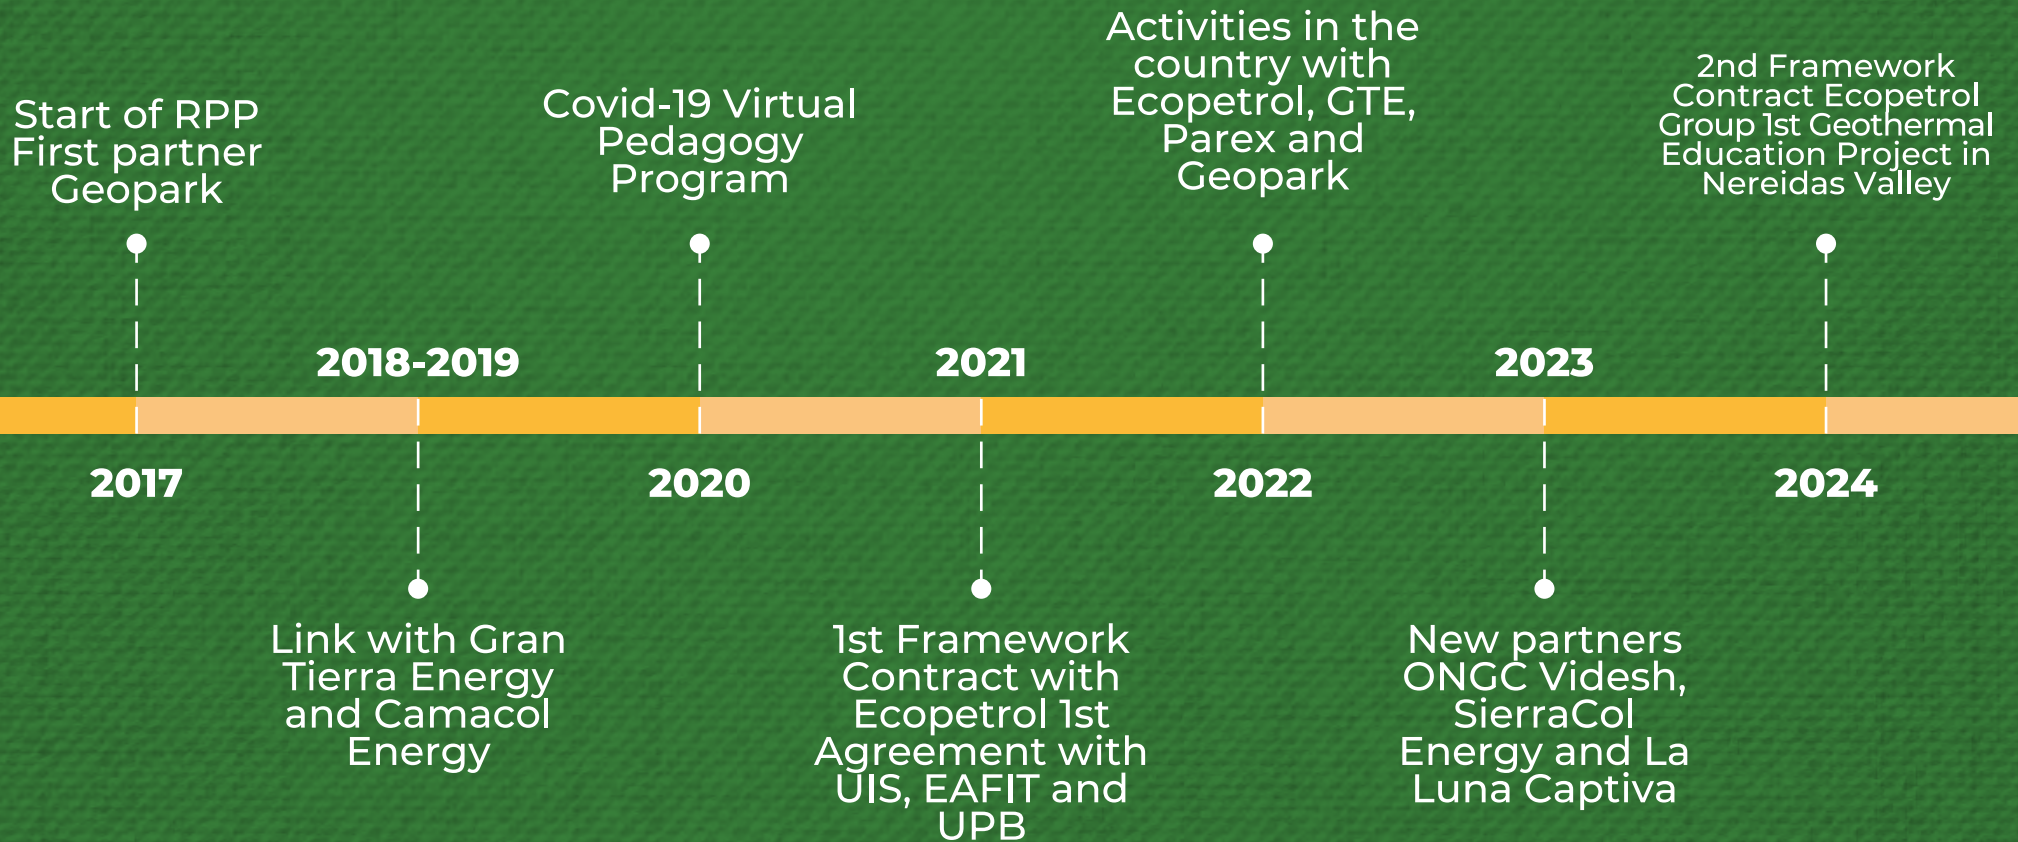 Start of RPP
First partner
Geopark
2017
2018-2019
Link with Gran
Tierra Energy
and Camacol
Energy
Covid-19 Virtual
Pedagogy
Program
2020
2021
1st Framework
Contract with
Ecopetrol 1st
Agreement with
UIS, EAFIT and
UPB
Activities in the
country with
Ecopetrol, GTE,
Parex and
Geopark
2022
2023
New partners
ONGC Videsh,
SierraCol
Energy and La
Luna Captiva
2nd Framework
Contract Ecopetrol
Group 1st Geothermal
Education Project in
Nereidas Valley
2024